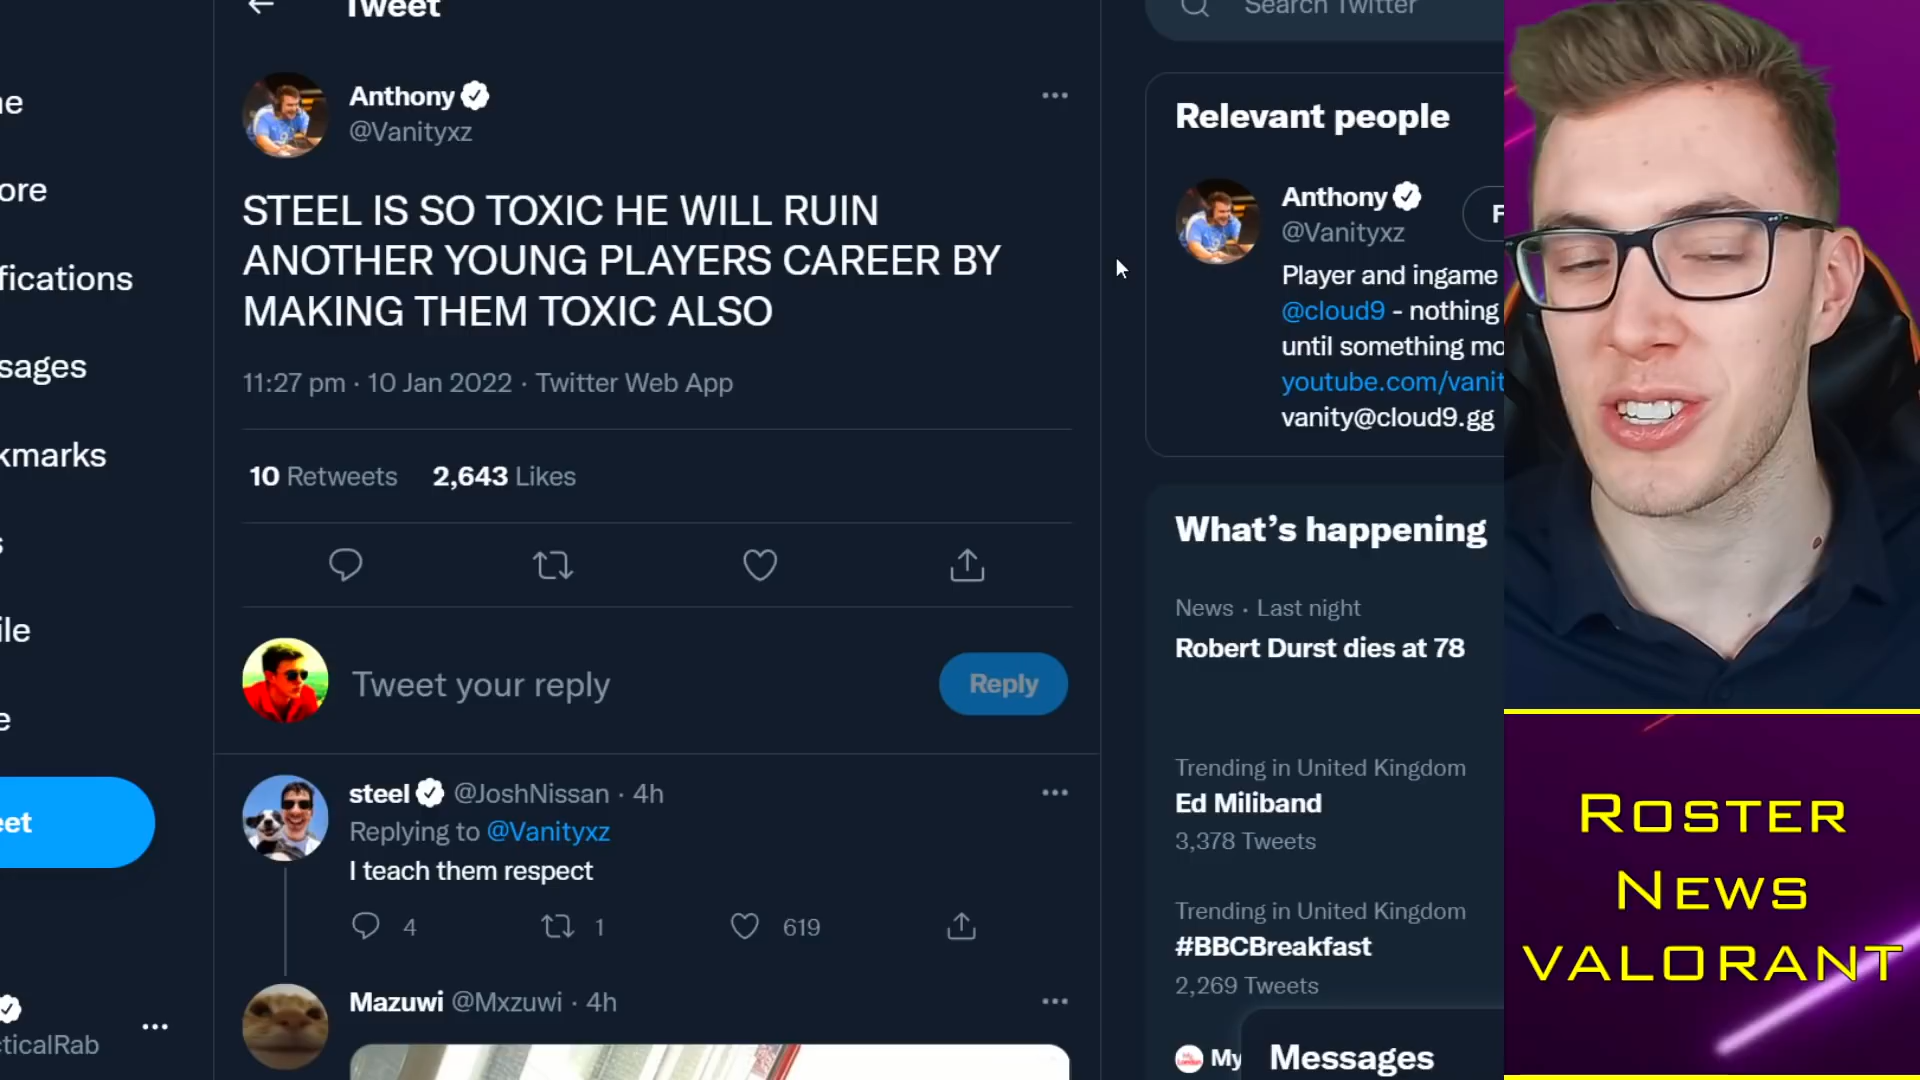 Tweet
Search Twitter
Anthony
@Vanityxz
STEEL IS SO TOXIC HE WILL RUIN
ANOTHER YOUNG PLAYERS CAREER BY
MAKING THEM TOXIC ALSO
11:27 pm · 10 Jan 2022 · Twitter Web App
10 Retweets 2,643 Likes
Tweet your reply
Reply
steel @JoshNissan · 4h
Replying to @Vanityxz
I teach them respect
4 1 619
Mazuwi @Mxzuwi · 4h
ne
ore
fications
sages
kmarks
s
ile
e
eet
cticalRab
Relevant people
Anthony
@Vanityxz
F
Player and ingame
@cloud9 - nothing
until something mo
youtube.com/vanit
vanity@cloud9.gg
What's happening
News · Last night
Robert Durst dies at 78
Trending in United Kingdom
Ed Miliband
3,378 Tweets
Trending in United Kingdom
#BBCBreakfast
2,269 Tweets
My
Messages
ROSTER
NEWS
VALORANT